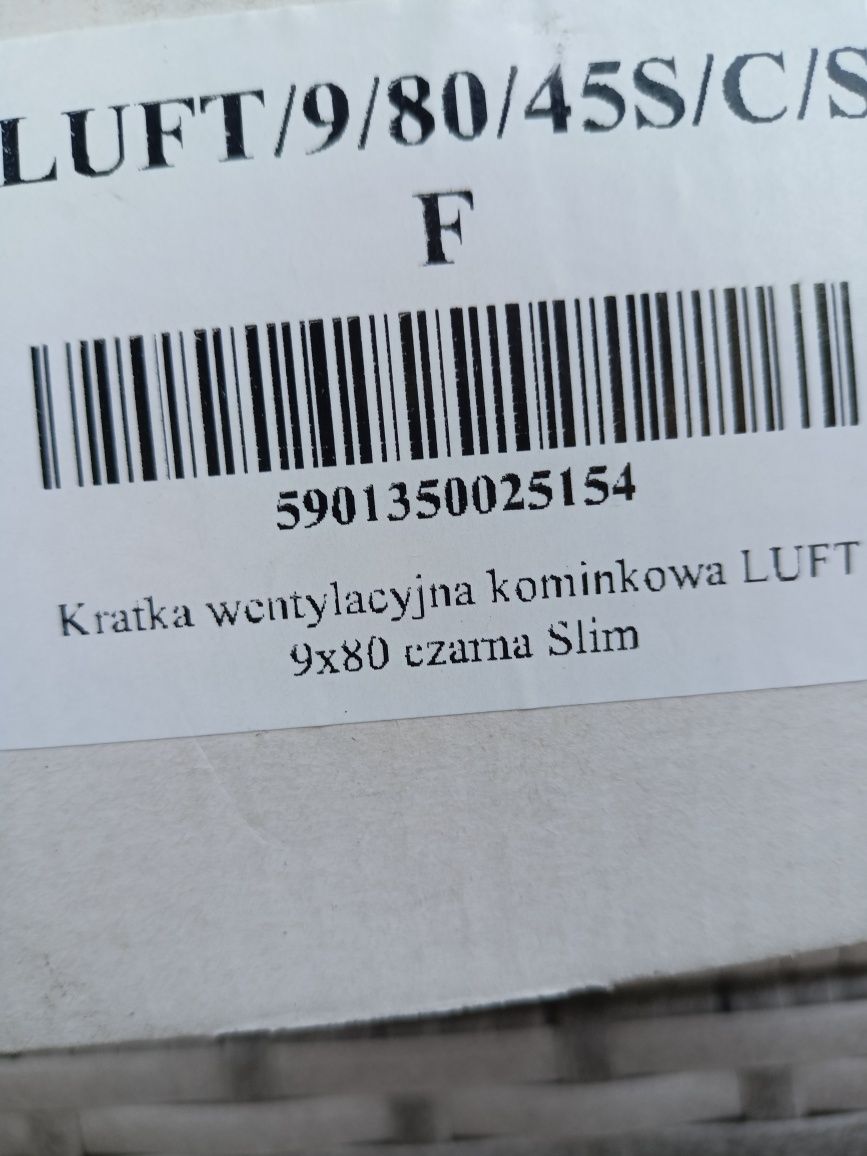 LUFT/9/80/45S/C/S
F
5901350025154
Kratka wentylacyjna kominkowa LUFT
9x80 czarna Slim